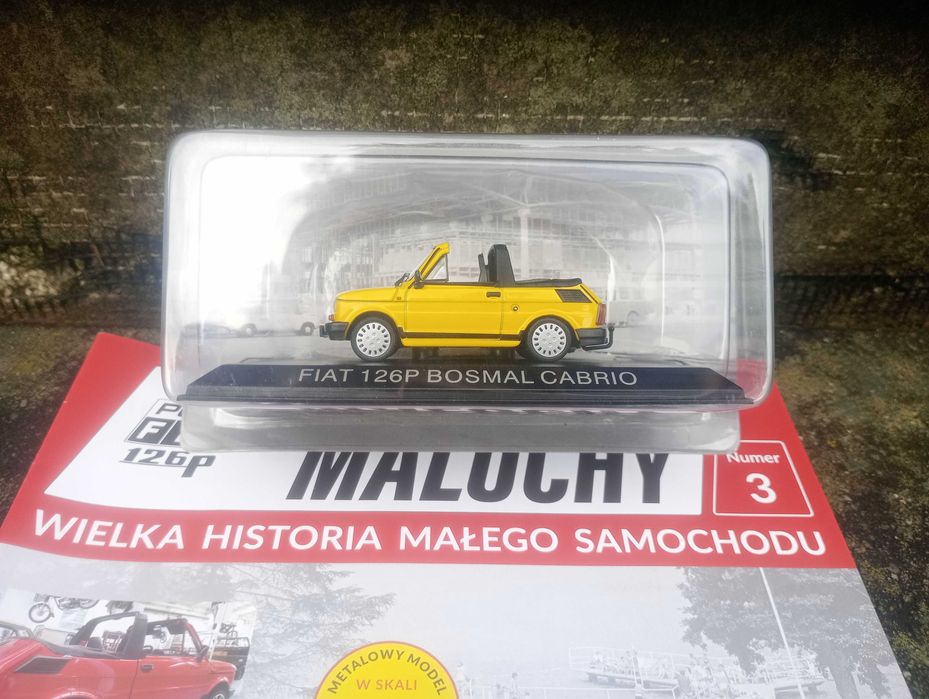 FIAT 126P BOSMAL CABRIO
126p
MALUCHY
Numer
3
WIELKA HISTORIA MAŁEGO SAMOCHODU
METALOWY MODEL
W SKALI